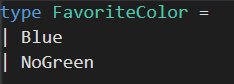 type FavoriteColor =
| Blue
| NoGreen